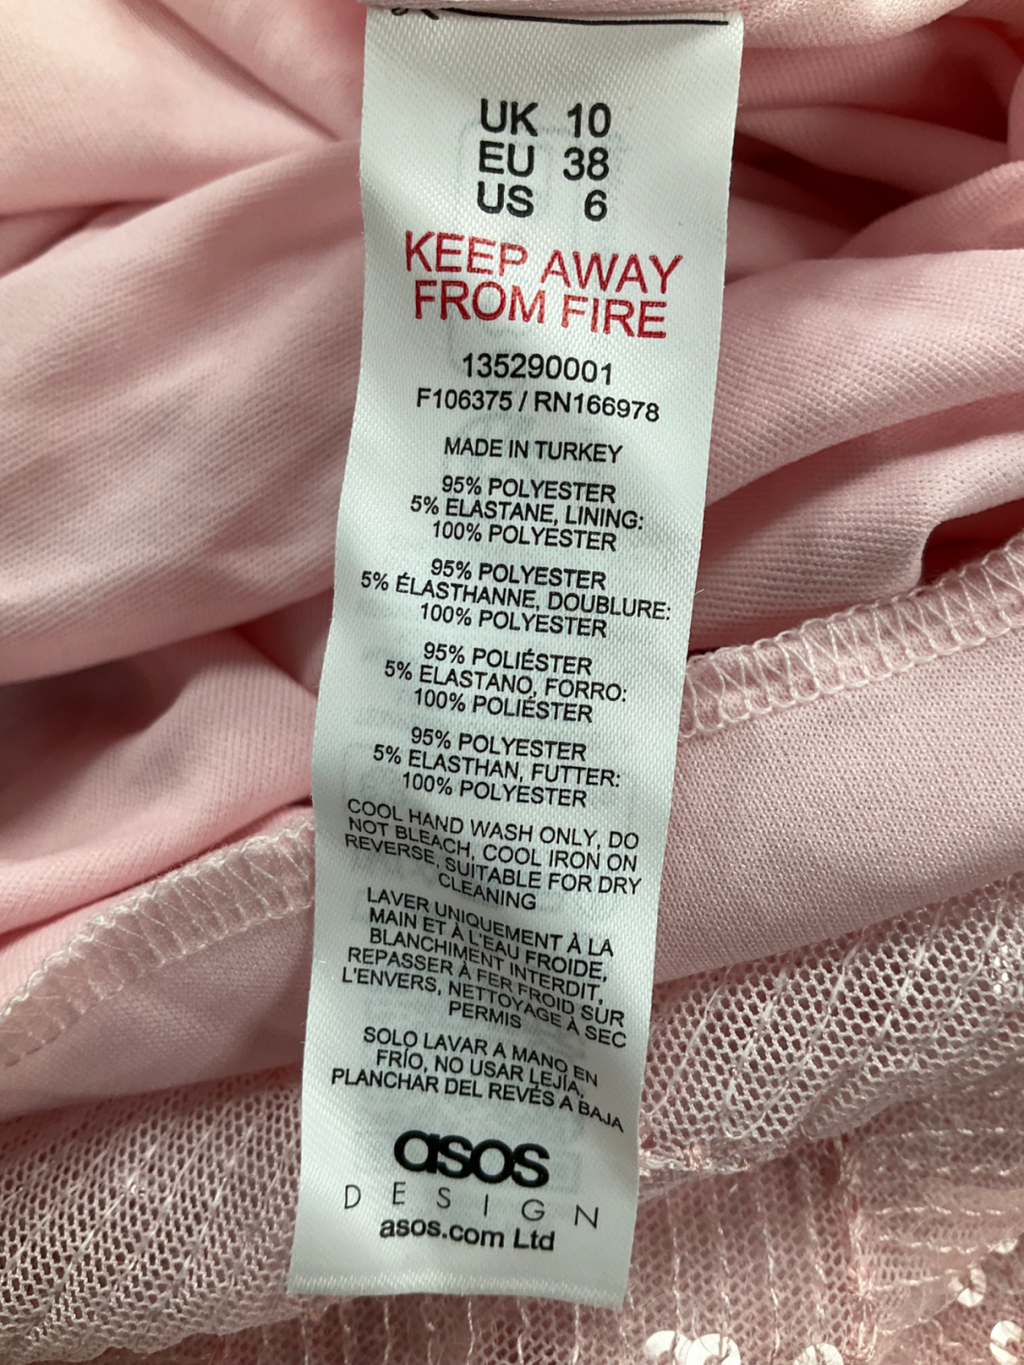 UK 10
EU 38
US 6
KEEP AWAY
FROM FIRE
135290001
F106375 / RN166978
MADE IN TURKEY
95% POLYESTER
5% ELASTANE, LINING:
100% POLYESTER
95% POLYESTER
5% ÉLASTHANNE, DOUBLURE:
100% POLYESTER
95% POLIÉSTER
5% ELASTANO, FORRO:
100% POLIÉSTER
95% POLYESTER
5% ELASTHAN, FUTTER:
100% POLYESTER
COOL HAND WASH ONLY, DO
NOT BLEACH, COOL IRON ON
REVERSE, SUITABLE FOR DRY
CLEANING
LAVER UNIQUEMENT À LA
MAIN ET À L'EAU FROIDE,
BLANCHIMENT INTERDIT,
REPASSER À FER FROID SUR
L'ENVERS, NETTOYAGE À SEC
PERMIS
SOLO LAVAR A MANO EN
FRÍO, NO USAR LEJÍA,
PLANCHAR DEL REVÉS A BAJA
asos
DESIGN
asos.com Ltd